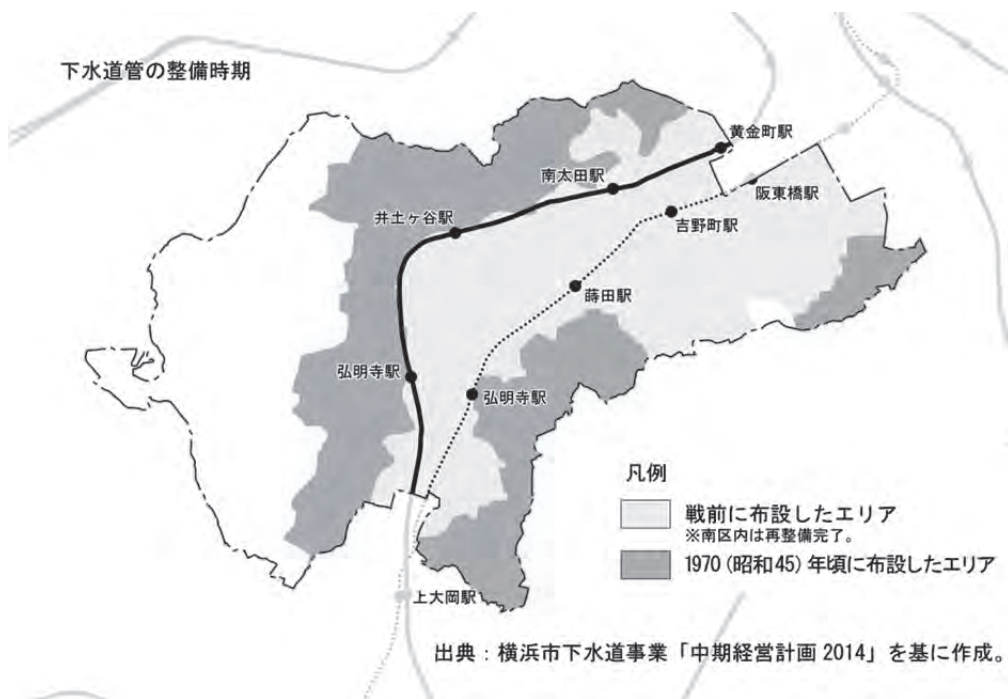 下水道管の整備時期
黄金町駅
南太田駅
阪東橋駅
井土ヶ谷駅
吉野町駅
蒔田駅
弘明寺駅
弘明寺駅
凡例
戦前に布設したエリア
※南区内は再整備完了。
1970(昭和45)年頃に布設したエリア
上大岡駅
出典:横浜市下水道事業「中期経営計画2014」を基に作成。